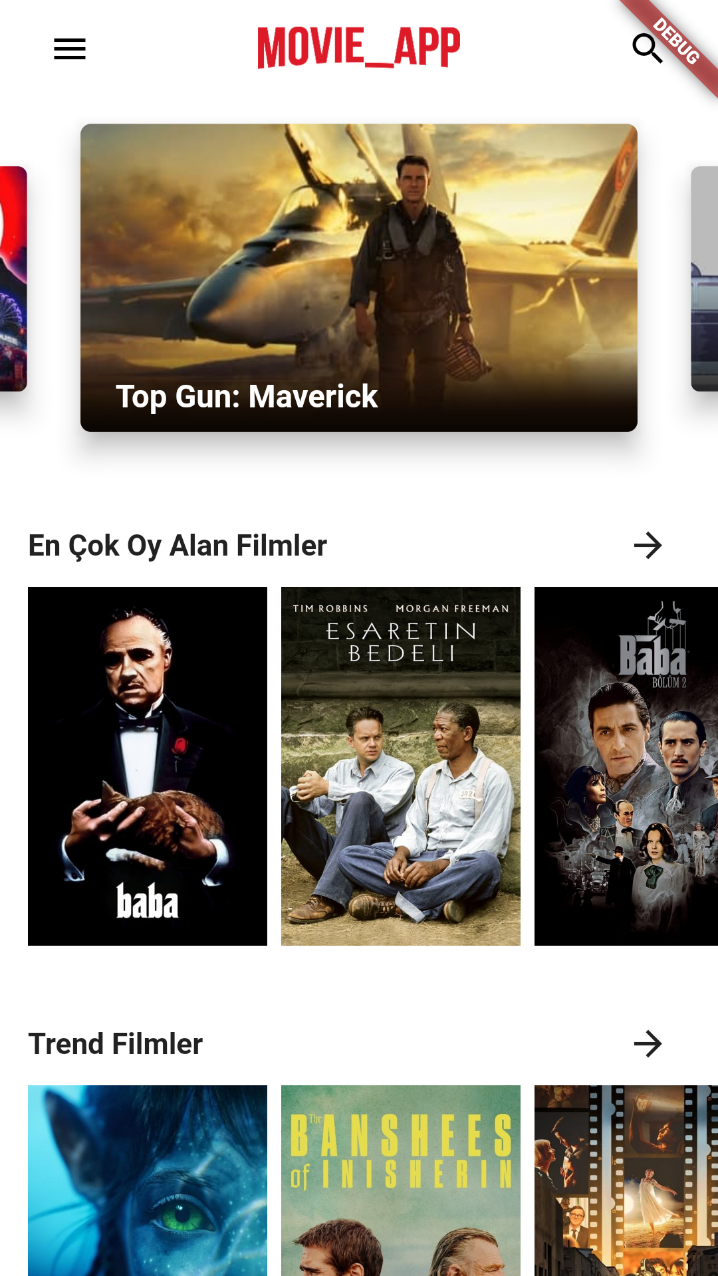 MOVIE_APP
DEBUG
Top Gun: Maverick
En Çok Oy Alan Filmler
baba
TIM ROBBINS MORGAN FREEMAN
ESARETIN
BEDELI
Baba
BÖLÜM 2
Trend Filmler
The
BANSHEES
of INISHERIN